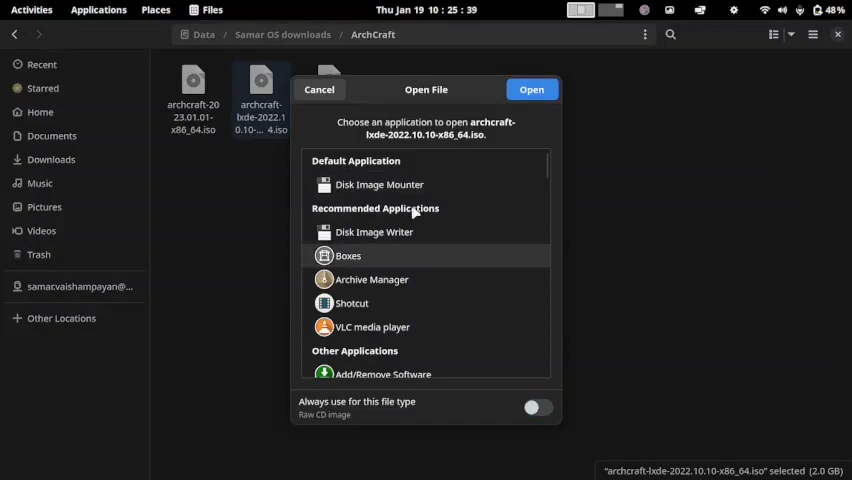 Activities Applications Places Files Thu Jan 19 10 : 25 : 39 48%
Data / Samar OS downloads / ArchCraft
Recent
Starred
Home
Documents
Downloads
Music
Pictures
Videos
Trash
samar.vaishampayan@...
Other Locations
archcraft-20
23.01.01-
x86_64.iso
archcraft-
lxde-2022.1
0.10-... 4.iso
Cancel Open File Open
Choose an application to open archcraft-
lxde-2022.10.10-x86_64.iso.
Default Application
Disk Image Mounter
Recommended Applications
Disk Image Writer
Boxes
Archive Manager
Shotcut
VLC media player
Other Applications
Add/Remove Software
Always use for this file type
Raw CD image
"archcraft-lxde-2022.10.10-x86_64.iso" selected (2.0 GB)